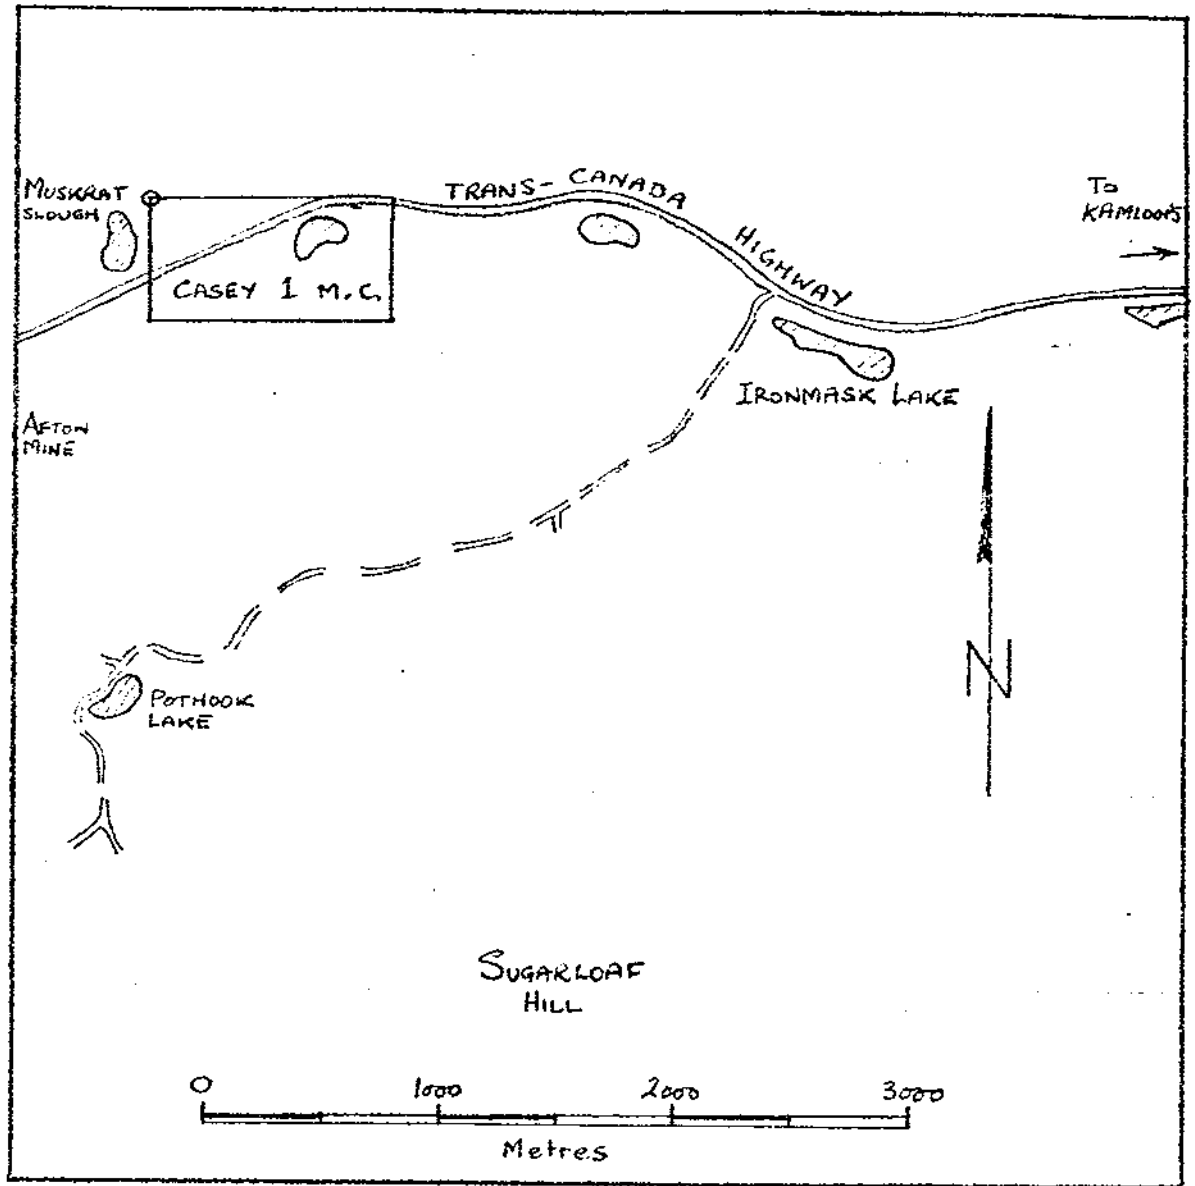 MUSKRAT
SLOUGH
TRANS-CANADA
HIGHWAY
To
KAMLOOPS
CASEY 1 M.C.
IRONMASK LAKE
AFTON
MINE
N
POTHOOK
LAKE
SUGARLOAF
HILL
0 1000 2000 3000
Metres